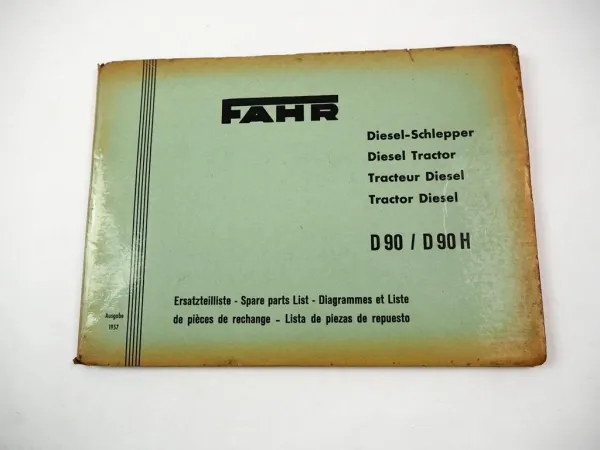 FAHR
Diesel-Schlepper
Diesel Tractor
Tracteur Diesel
Tractor Diesel
D 90 / D 90 H
Ersatzteilliste - Spare parts List - Diagrammes et Liste
de pièces de rechange - Lista de piezas de repuesto
Ausgabe
1957